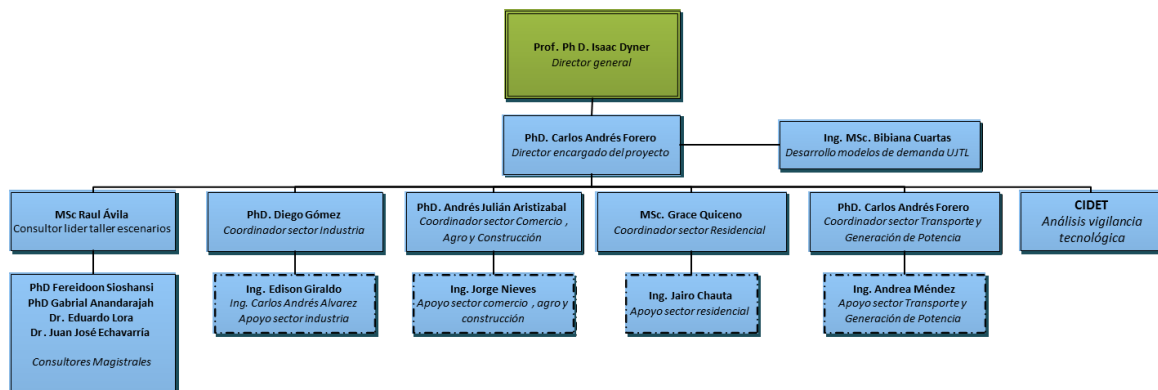 Prof. Ph D. Isaac Dyner
Director general
PhD. Carlos Andrés Forero
Director encargado del proyecto
Ing. MSc. Bibiana Cuartas
Desarrollo modelos de demanda UJTL
MSc Raul Ávila
Consultor lider taller escenarios
PhD. Diego Gómez
Coordinador sector Industria
PhD. Andrés Julián Aristizabal
Coordinador sector Comercio ,
Agro y Construcción
MSc. Grace Quiceno
Coordinador sector Residencial
PhD. Carlos Andrés Forero
Coordinador sector Transporte y
Generación de Potencia
CIDET
Análisis vigilancia
tecnológica
PhD Fereidoon Sioshansi
PhD Gabrial Anandarajah
Dr. Eduardo Lora
Dr. Juan José Echavarría
Consultores Magistrales
Ing. Edison Giraldo
Ing. Carlos Andrés Alvarez
Apoyo sector industria
Ing. Jorge Nieves
Apoyo sector comercio , agro y
construcción
Ing. Jairo Chauta
Apoyo sector residencial
Ing. Andrea Méndez
Apoyo sector Transporte y
Generación de Potencia